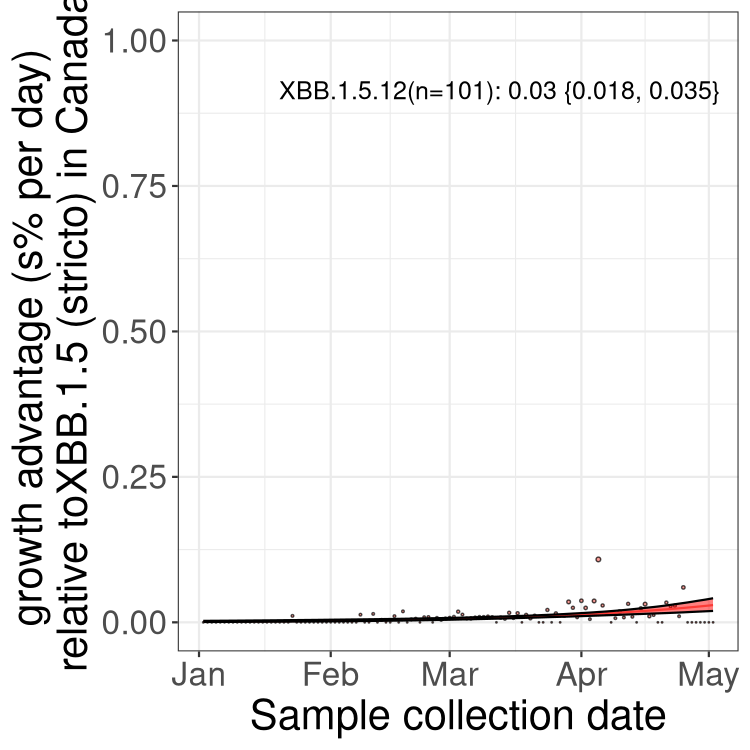 growth advantage (s% per day)
relative toXBB.1.5 (stricto) in Canada
1.00
0.75
0.50
0.25
0.00
XBB.1.5.12(n=101): 0.03 {0.018, 0.035}
Jan Feb Mar Apr May
Sample collection date